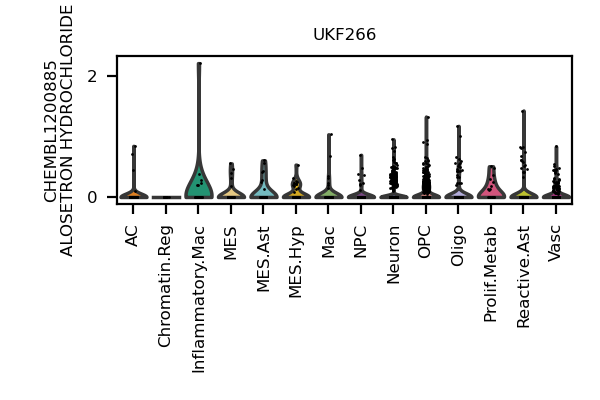 UKF266
CHEMBL1200885
ALOSETRON HYDROCHLORIDE
2
0
AC
Chromatin.Reg
Inflammatory.Mac
MES
MES.Ast
MES.Hyp
Mac
NPC
Neuron
OPC
Oligo
Prolif.Metab
Reactive.Ast
Vasc